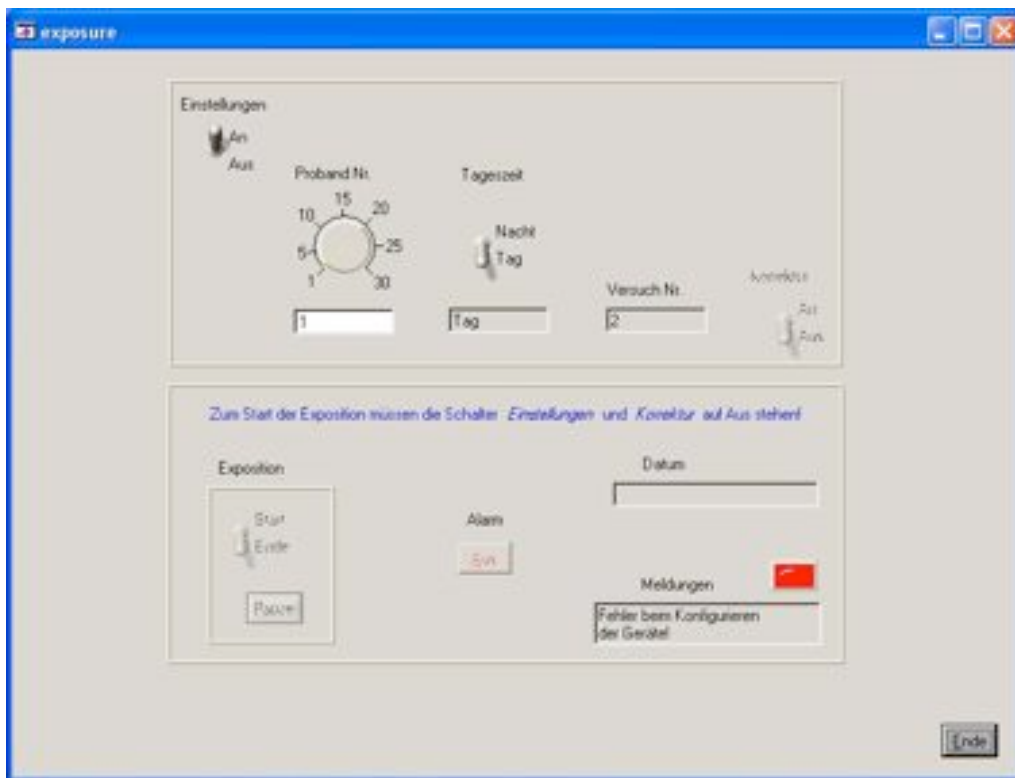 exposure
Einstellungen
An
Aus
Proband Nr.
1
5
10
15
20
25
30
1
Tageszeit
Nacht
Tag
Tag
Versuch Nr.
2
Korrektur
An
Aus
Zum Start der Exposition müssen die Schalter Einstellungen und Korrektur auf Aus stehen!
Exposition
Start
Ende
Pause
Alarm
Datum
Meldungen
Fehler beim Konfigurieren
der Geräte!
Ende